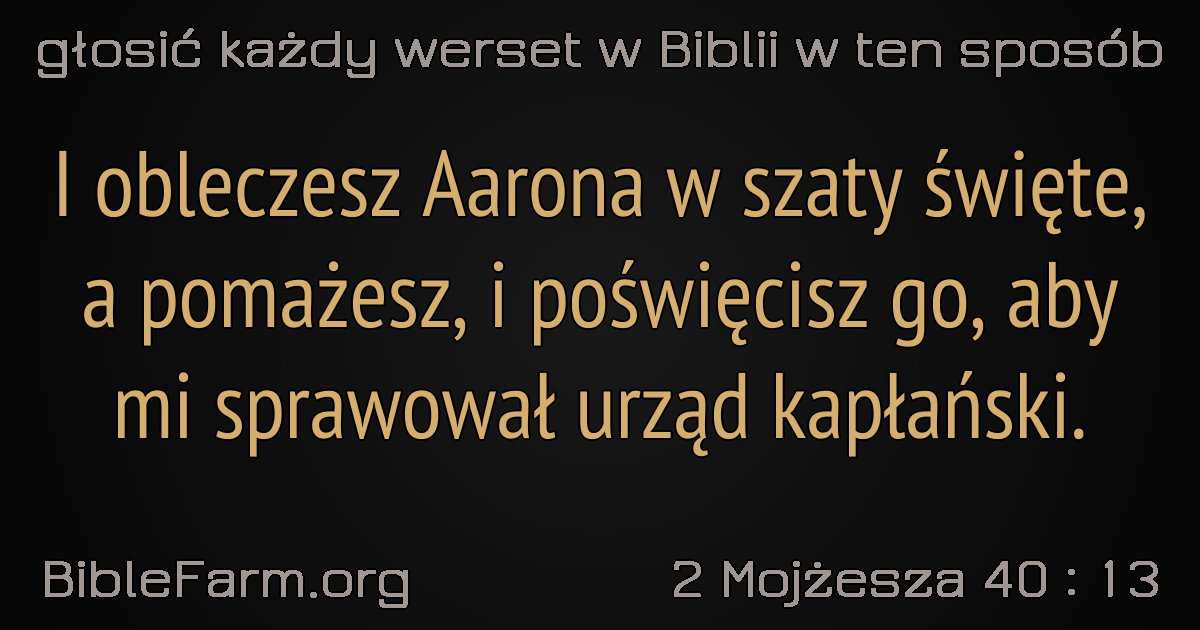 głosić każdy werset w Biblii w ten sposób
I obleczesz Aarona w szaty święte,
a pomażesz, i poświęcisz go, aby
mi sprawował urząd kapłański.
BibleFarm.org
2 Mojżesza 40 : 13